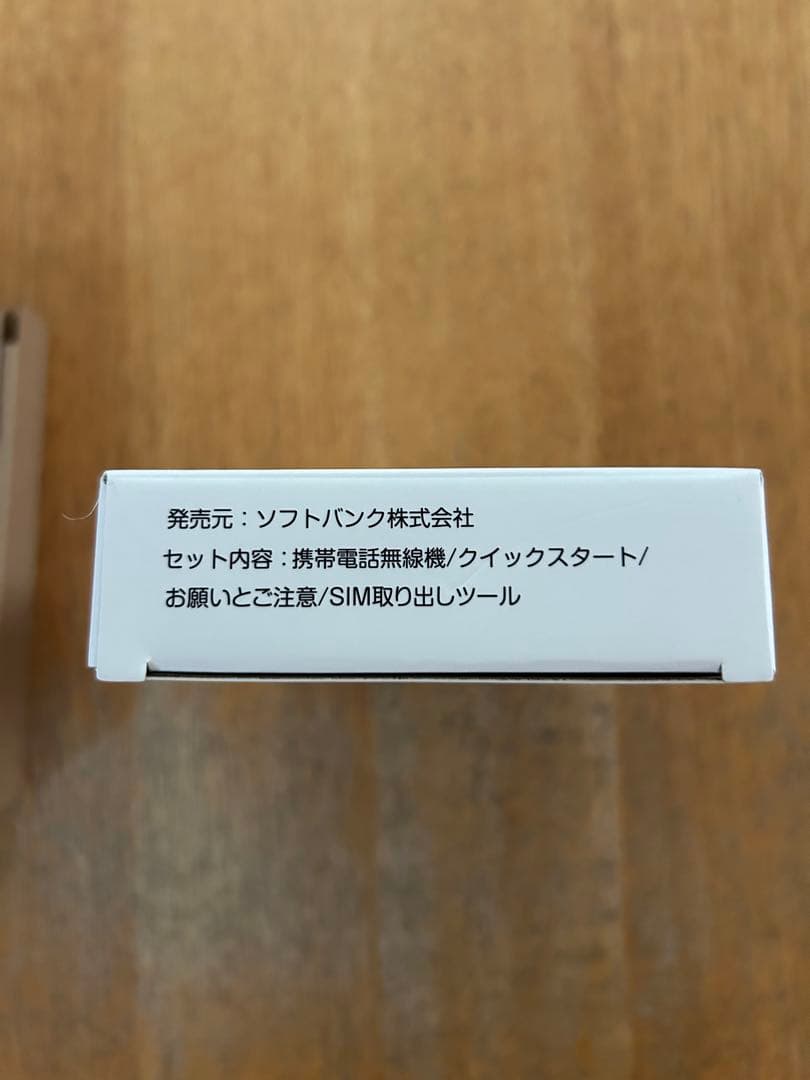 発売元：ソフトバンク株式会社
セット内容：携帯電話無線機/クイックスタート/
お願いとご注意/SIM取り出しツール